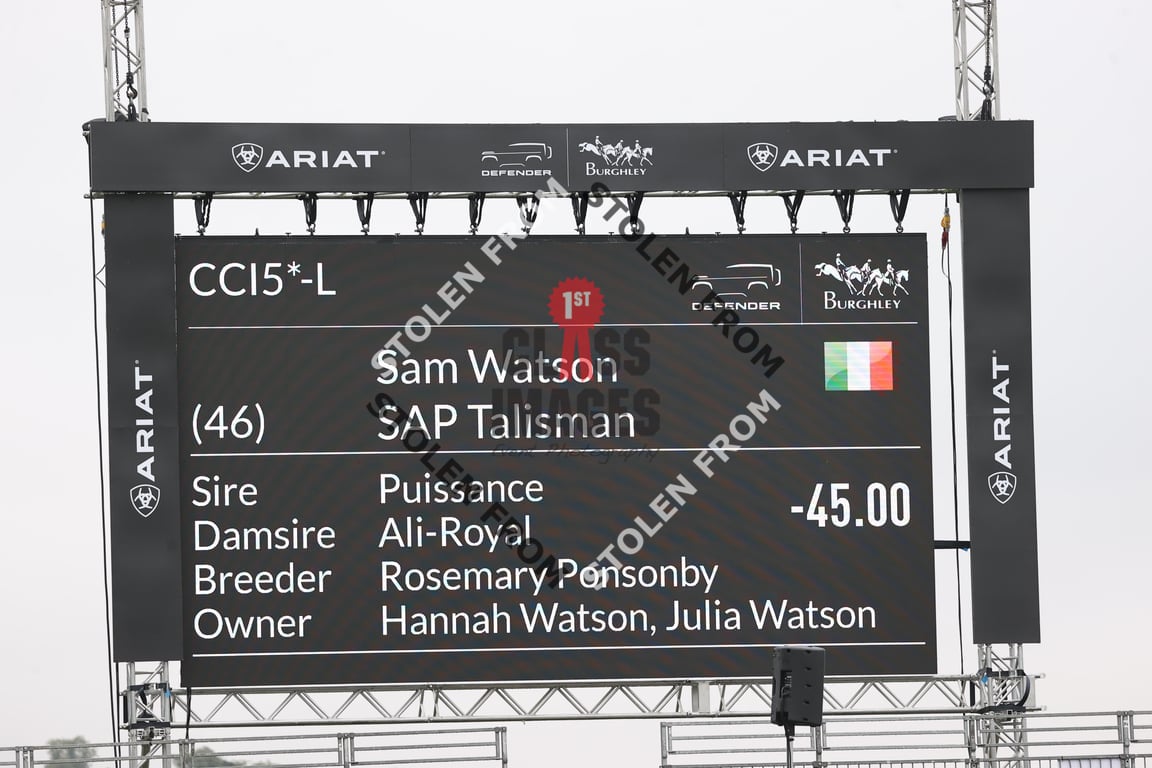 ARIAT
DEFENDER
BURGHLEY
ARIAT
CCI5*-L
DEFENDER
BURGHLEY
Sam Watson
(46) SAP Talisman
Sire Puissance
Damsire Ali-Royal
Breeder Rosemary Ponsonby
Owner Hannah Watson, Julia Watson
-45.00
ARIAT
ARIAT
STOLEN FROM
STOLEN FROM
STOLEN FROM
STOLEN FROM
1ST
CLASS
IMAGES
Event Photography